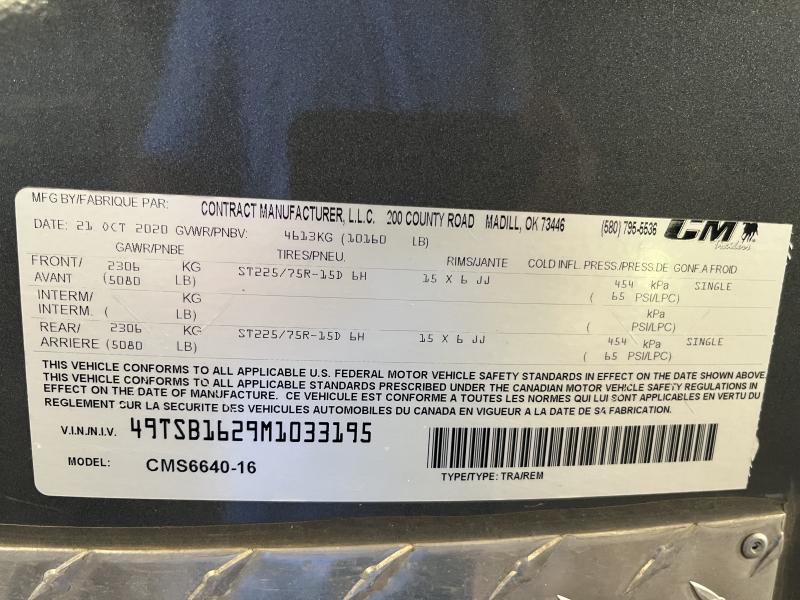 MFG BY/FABRIQUE PAR: CONTRACT MANUFACTURER, L.L.C. 200 COUNTY ROAD MADILL, OK 73446 (580) 795-5536 CM Trailers
DATE: 21 OCT 2020 GVWR/PNBV: 4613KG (10160 LB)
GAWR/PNBE TIRES/PNEU. RIMS/JANTE COLD INFL. PRESS./PRESS.DE GONF.A FROID
FRONT/ 2306 KG ST225/75R-15D 6H 15 X 6 JJ 454 kPa SINGLE
AVANT (5080 LB) ( 65 PSI/LPC)
INTERM/ KG kPa
INTERM. ( LB) ( PSI/LPC)
REAR/ 2306 KG ST225/75R-15D 6H 15 X 6 JJ 454 kPa SINGLE
ARRIERE (5080 LB) ( 65 PSI/LPC)
THIS VEHICLE CONFORMS TO ALL APPLICABLE U.S. FEDERAL MOTOR VEHICLE SAFETY STANDARDS IN EFFECT ON THE DATE SHOWN ABOVE.
THIS VEHICLE CONFORMS TO ALL APPLICABLE STANDARDS PRESCRIBED UNDER THE CANADIAN MOTOR VEHICLE SAFETY REGULATIONS IN
EFFECT ON THE DATE OF MANUFACTURE. CE VEHICULE EST CONFORME A TOUTES LES NORMES QUI LUI SONT APPLICABLES EN VERTU DU
REGLEMENT SUR LA SECURITE DES VEHICULES AUTOMOBILES DU CANADA EN VIGUEUR A LA DATE DE SA FABRICATION.
V.I.N./N.I.V. 49TSB1629M1033195
MODEL: CMS6640-16 TYPE/TYPE: TRA/REM